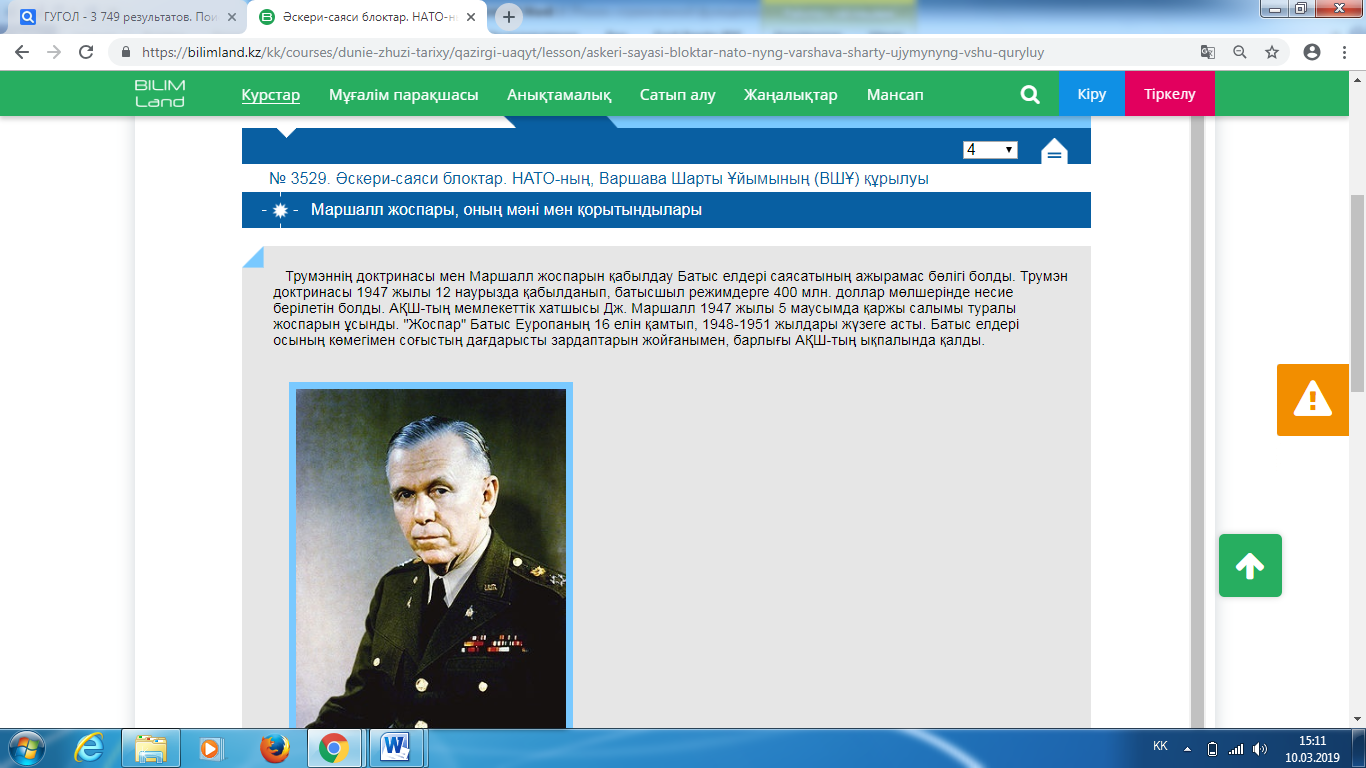 ГУГОЛ - 3 749 результатов. Пои
Әскери-саяси блоктар. НАТО-н
https://bilimland.kz/kk/courses/dunie-zhuzi-tarixy/qazirgi-uaqyt/lesson/askeri-sayasi-bloktar-nato-nyng-varshava-sharty-ujymynyng-vshu-quryluy
BILIM
Land
Курстар Мұғалім парақшасы Анықтамалық Сатып алу Жаңалықтар Мансап Кіру Тіркелу
4
№ 3529. Әскери-саяси блоктар. НАТО-ның, Варшава Шарты Ұйымының (ВШҰ) құрылуы
Маршалл жоспары, оның мәні мен қорытындылары
Трумэннің доктринасы мен Маршалл жоспарын қабылдау Батыс елдері саясатының ажырамас бөлігі болды. Трумэн
доктринасы 1947 жылы 12 наурызда қабылданып, батысшыл режимдерге 400 млн. доллар мөлшерінде несие
берілетін болды. АҚШ-тың мемлекеттік хатшысы Дж. Маршалл 1947 жылы 5 маусымда қаржы салымы туралы
жоспарын ұсынды. "Жоспар" Батыс Еуропаның 16 елін қамтып, 1948-1951 жылдары жүзеге асты. Батыс елдері
осының көмегімен соғыстың дағдарысты зардаптарын жойғанымен, барлығы АҚШ-тың ықпалында қалды.
KK
15:11
10.03.2019